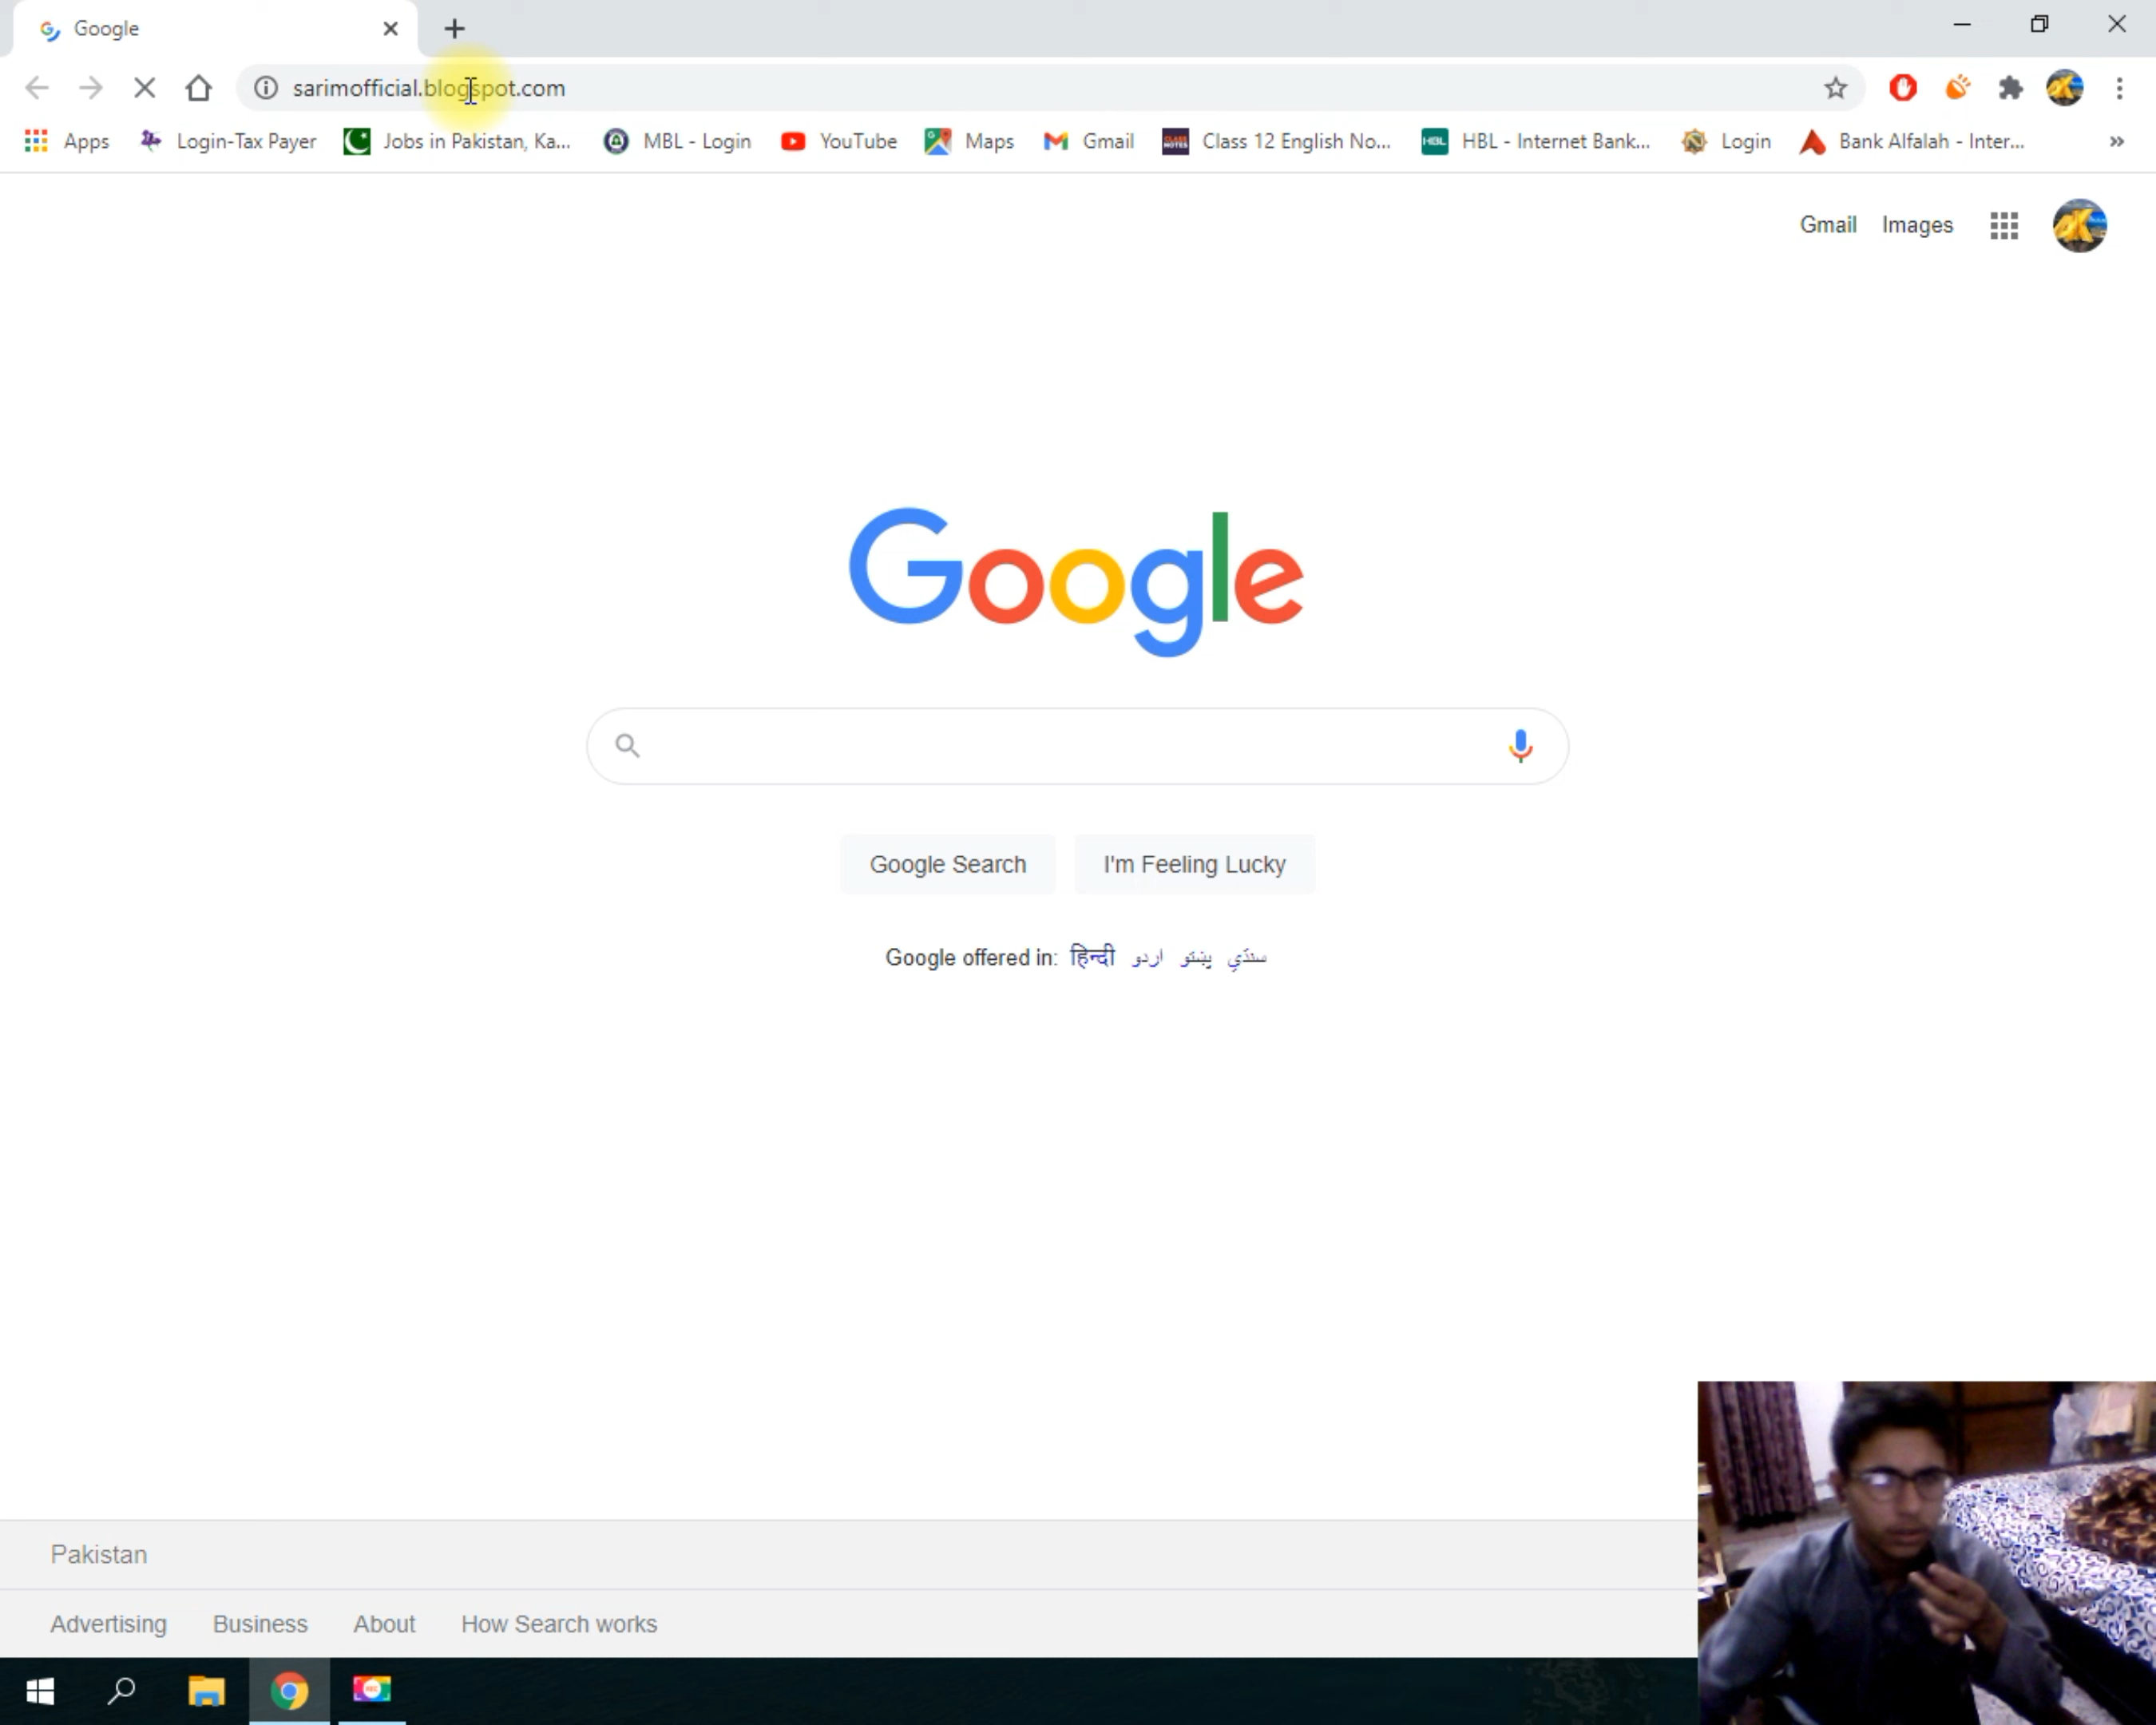 Google
sarimofficial.blogspot.com
Apps Login-Tax Payer Jobs in Pakistan, Ka... MBL - Login YouTube Maps Gmail Class 12 English No... HBL - Internet Bank... Login Bank Alfalah - Inter... »
Gmail Images
Google
Google Search I'm Feeling Lucky
Google offered in: हिन्दी اردو پښتو سنڌي
Pakistan
Advertising Business About How Search works